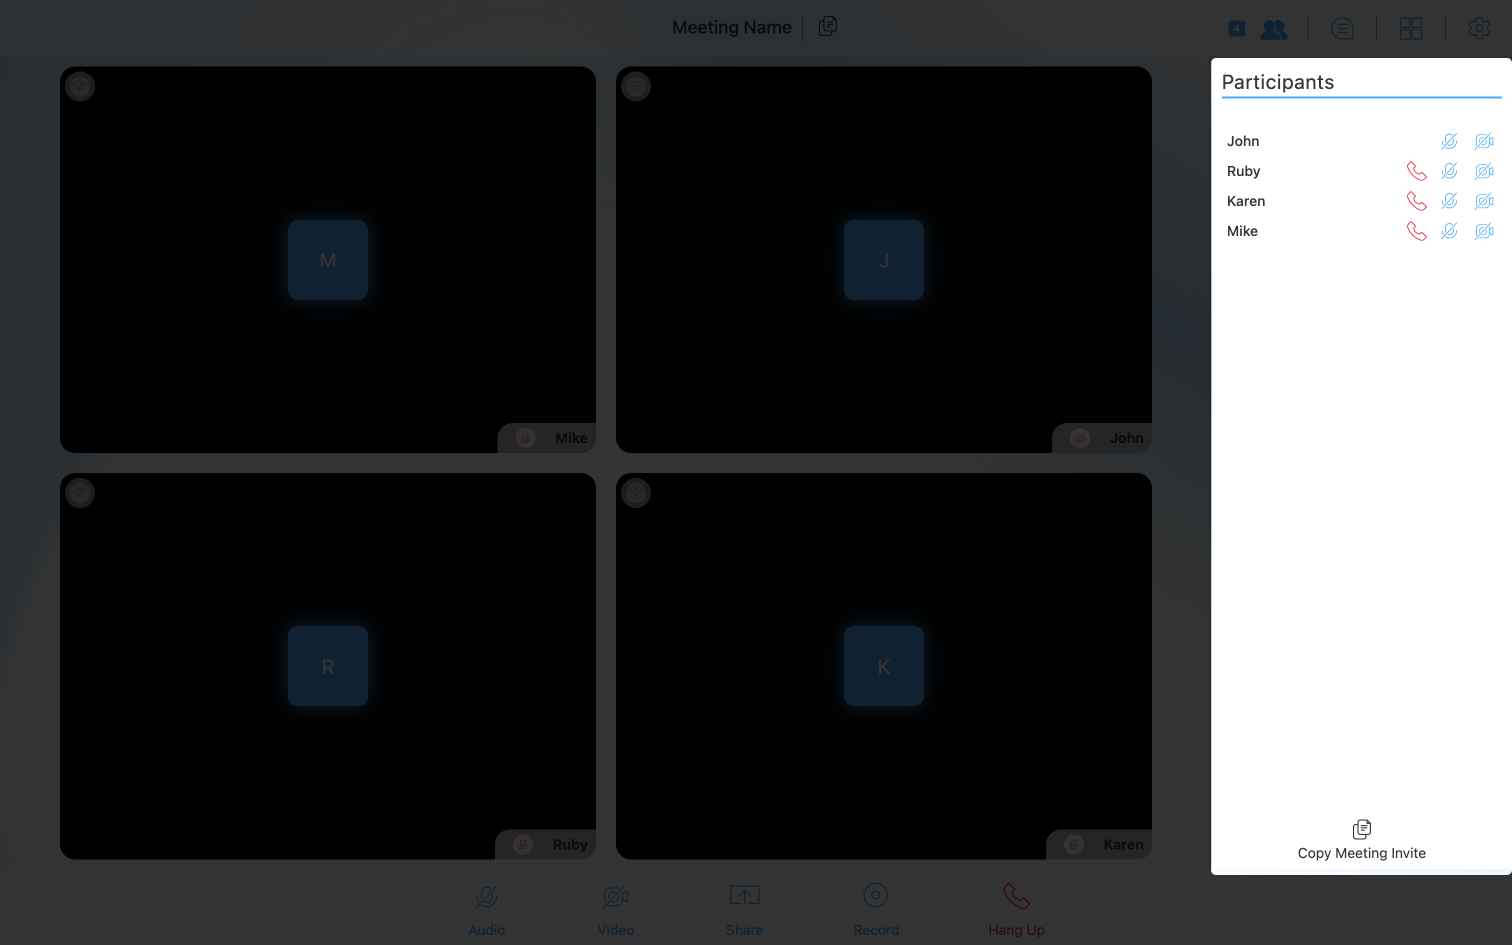 Meeting Name
4
Participants
John
Ruby
Karen
Mike
M
J
Mike
John
R
K
Ruby
Karen
Copy Meeting Invite
Audio
Video
Share
Record
Hang Up